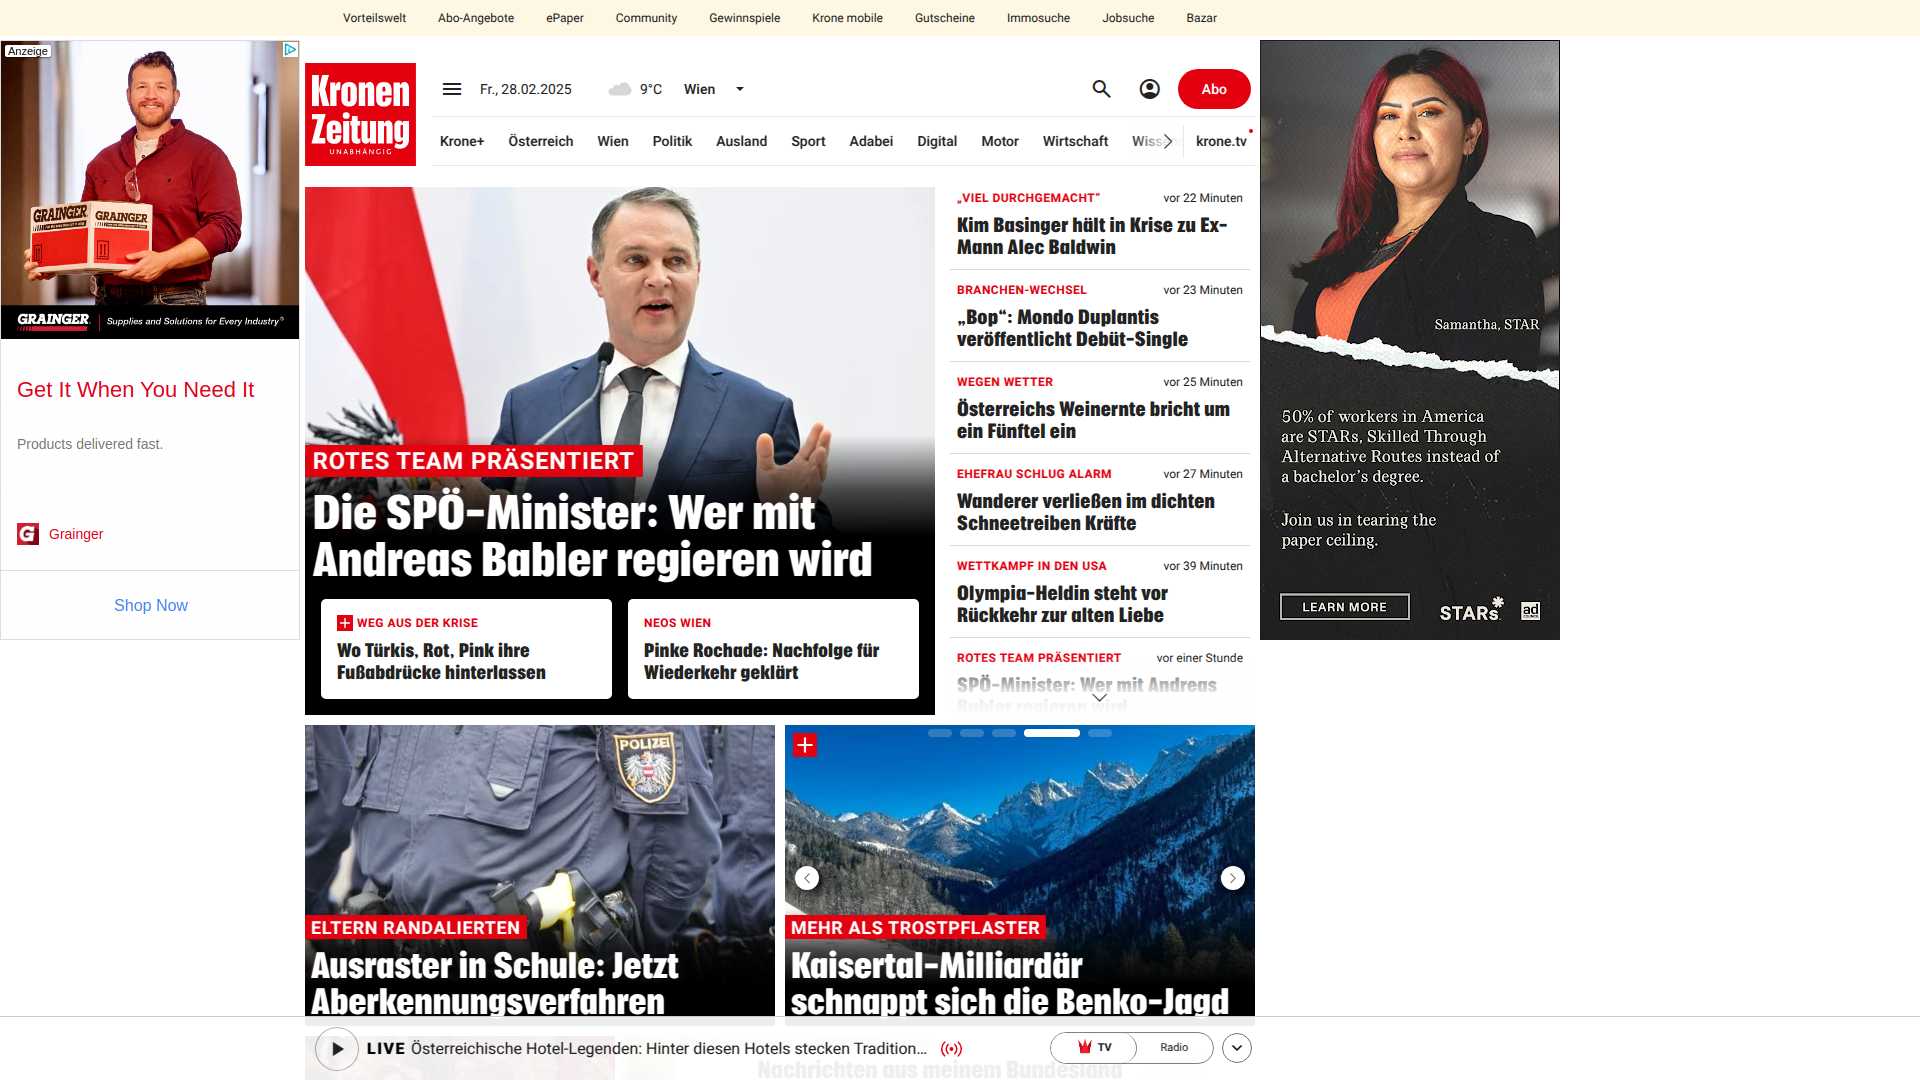 Vorteilswelt
Abo-Angebote
ePaper
Community
Gewinnspiele
Krone mobile
Gutscheine
Immosuche
Jobsuche
Bazar
Anzeige
GRAINGER
GRAINGER
GRAINGER
Supplies and Solutions for Every Industry®
Get It When You Need It
Products delivered fast.
G
Grainger
Shop Now
Kronen
Zeitung
UNABHÄNGIG
Fr., 28.02.2025
9°C
Wien
Abo
Krone+
Österreich
Wien
Politik
Ausland
Sport
Adabei
Digital
Motor
Wirtschaft
krone.tv
ROTES TEAM PRÄSENTIERT
Die SPÖ-Minister: Wer mit
Andreas Babler regieren wird
WEG AUS DER KRISE
Wo Türkis, Rot, Pink ihre
Fußabdrücke hinterlassen
NEOS WIEN
Pinke Rochade: Nachfolge für
Wiederkehr geklärt
„VIEL DURCHGEMACHT“
vor 22 Minuten
Kim Basinger hält in Krise zu Ex-
Mann Alec Baldwin
BRANCHEN-WECHSEL
vor 23 Minuten
„Bop“: Mondo Duplantis
veröffentlicht Debüt-Single
WEGEN WETTER
vor 25 Minuten
Österreichs Weinernte bricht um
ein Fünftel ein
EHEFRAU SCHLUG ALARM
vor 27 Minuten
Wanderer verließen im dichten
Schneetreiben Kräfte
WETTKAMPF IN DEN USA
vor 39 Minuten
Olympia-Heldin steht vor
Rückkehr zur alten Liebe
ROTES TEAM PRÄSENTIERT
vor einer Stunde
SPÖ-Minister: Wer mit Andreas
Babler regieren wird
Samantha, STAR
50% of workers in America
are STARs, Skilled Through
Alternative Routes instead of
a bachelor's degree.
Join us in tearing the
paper ceiling.
LEARN MORE
STARs
ad
COUNCIL
POLIZEI
ELTERN RANDALIERTEN
Ausraster in Schule: Jetzt
Aberkennungsverfahren
MEHR ALS TROSTPFLASTER
Kaisertal-Milliardär
schnappt sich die Benko-Jagd
LIVE Österreichische Hotel-Legenden: Hinter diesen Hotels stecken Tradition...
TV
Radio
Nachrichten aus meinem Bundesland